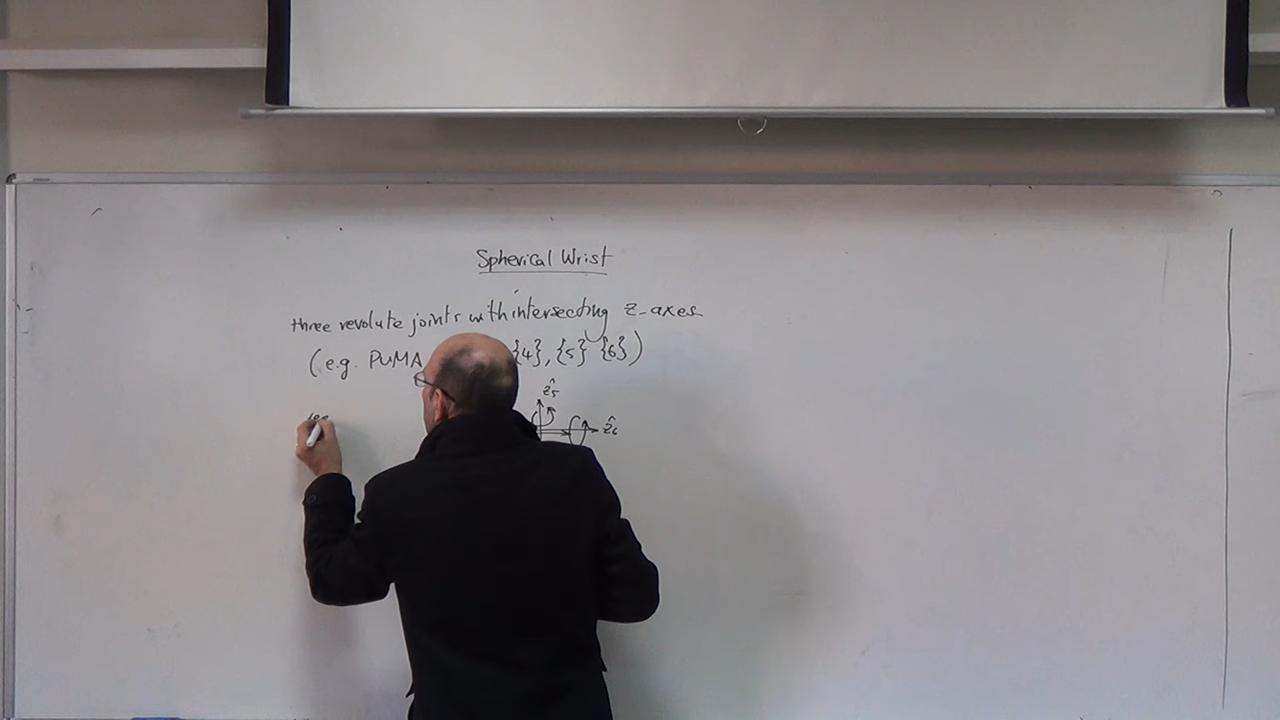 Spherical Wrist
three revolute joints with intersecting z-axes
(e.g. PUMA {4}, {5} {6})
ẑ₅
ẑ₆